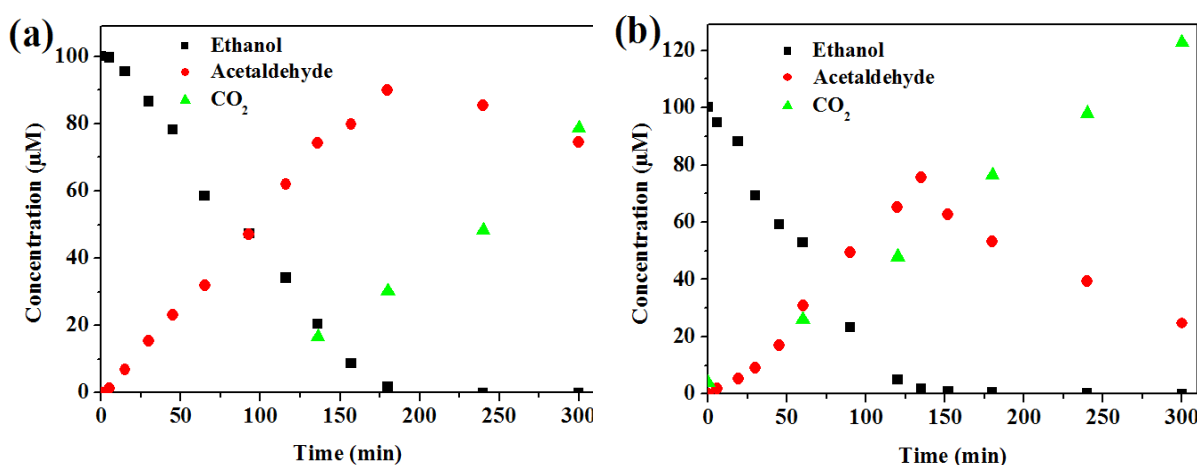 (a)
Ethanol
Acetaldehyde
CO₂
Concentration (µM)
100
80
60
40
20
0
0 50 100 150 200 250 300
Time (min)
(b)
Ethanol
Acetaldehyde
CO₂
Concentration (µM)
120
100
80
60
40
20
0
0 50 100 150 200 250 300
Time (min)